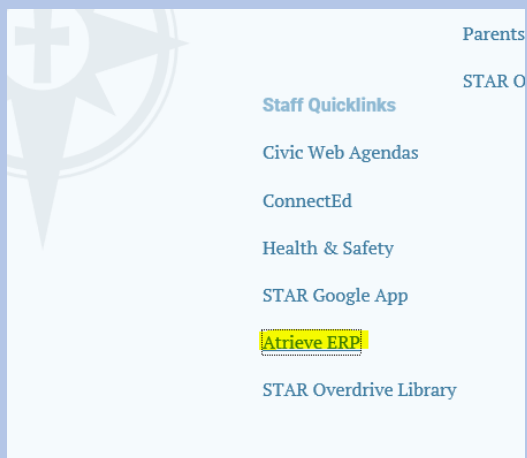 Parents
STAR O
Staff Quicklinks
Civic Web Agendas
ConnectEd
Health & Safety
STAR Google App
Atrieve ERP
STAR Overdrive Library